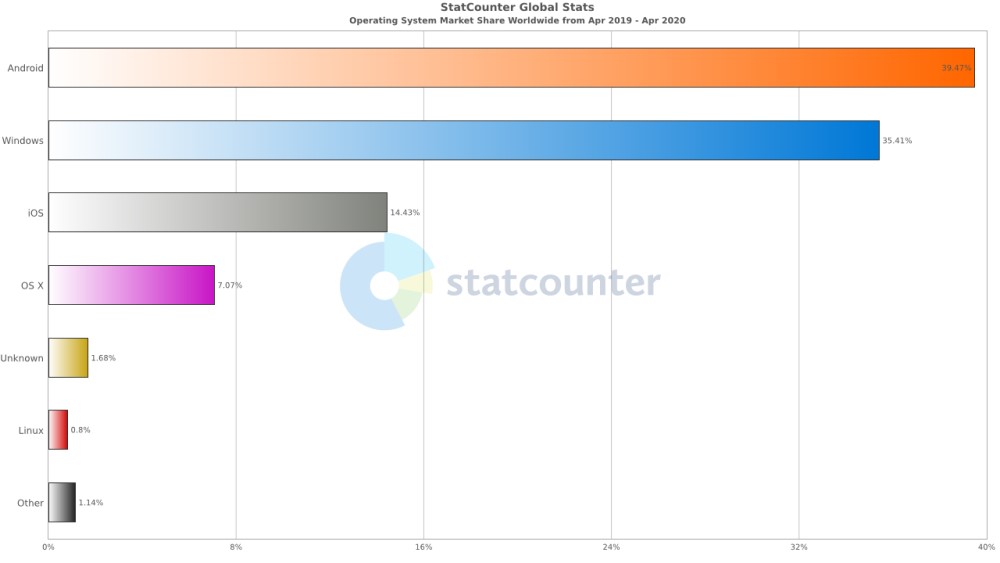 StatCounter Global Stats
Operating System Market Share Worldwide from Apr 2019 - Apr 2020
Android 39.47%
Windows 35.41%
iOS 14.43%
statcounter
OS X 7.07%
Unknown 1.68%
Linux 0.8%
Other 1.14%
0% 8% 16% 24% 32% 40%